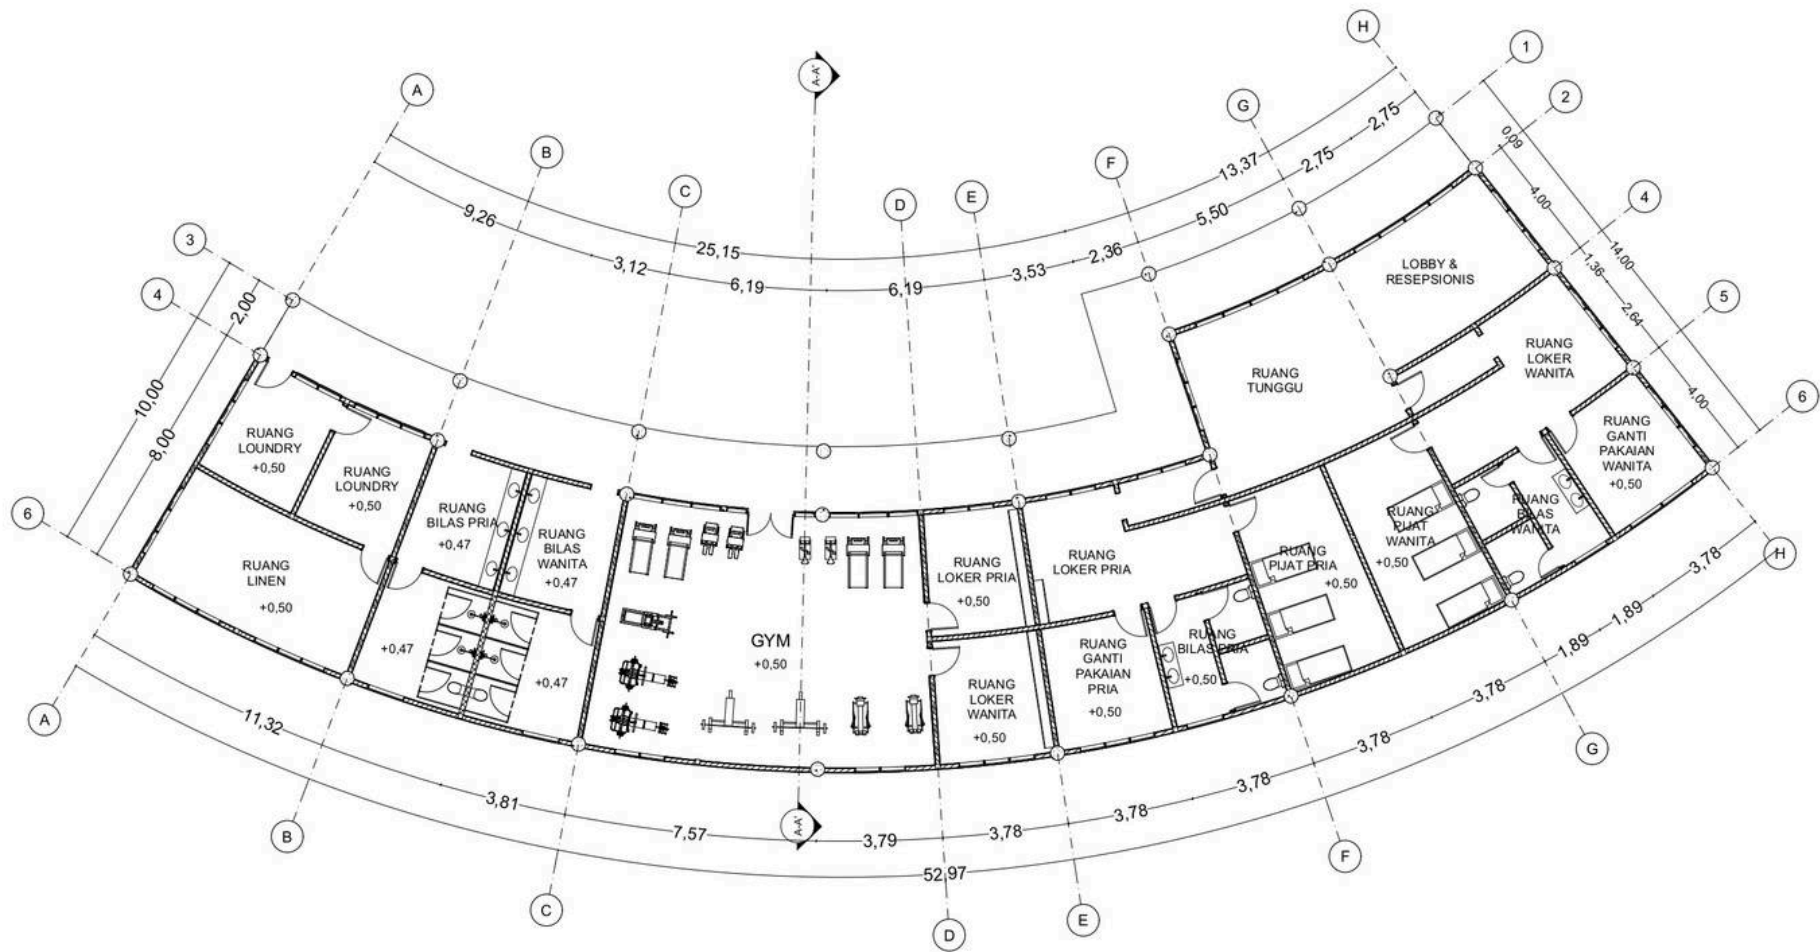 H
1
2
A
A-A'
G
B
F
C
E
D
4
3
4
5
6
6
2,75
13,37
2,75
0,09
4,00
9,26
5,50
25,15
3,12
2,36
3,53
6,19
6,19
14,00
1,36
2,64
4,00
2,00
10,00
8,00
LOBBY &
RESEPSIONIS
RUANG
LOKER
WANITA
RUANG
TUNGGU
RUANG
GANTI
PAKAIAN
WANITA
+0,50
RUANG
LOUNDRY
+0,50
RUANG
LOUNDRY
+0,50
RUANG
BILAS PRIA
+0,47
RUANG
BILAS
WANITA
+0,47
RUANG
LINEN
+0,50
+0,47
+0,47
GYM
+0,50
RUANG
LOKER PRIA
+0,50
RUANG
LOKER PRIA
RUANG
PIJAT PRIA
+0,50
RUANG
PIJAT
WANITA
+0,50
RUANG
BILAS
WANITA
RUANG
LOKER
WANITA
+0,50
RUANG
GANTI
PAKAIAN
PRIA
+0,50
RUANG
BILAS PRIA
+0,50
11,32
3,81
7,57
3,79
3,78
3,78
3,78
3,78
3,78
3,78
1,89
1,89
3,78
52,97
A
B
C
A-A'
D
E
F
G
H